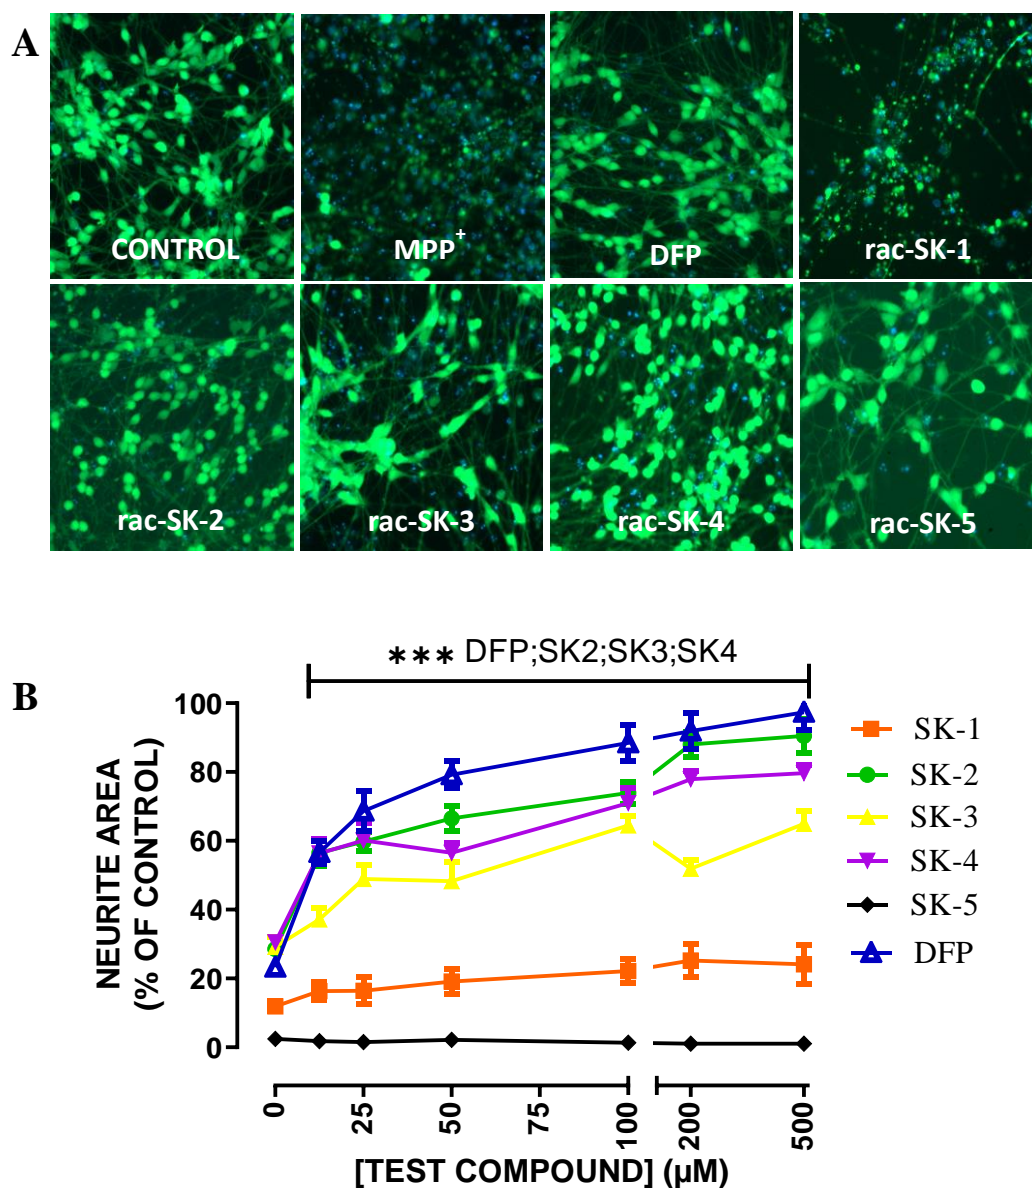 A
CONTROL
MPP+
DFP
rac-SK-1
rac-SK-2
rac-SK-3
rac-SK-4
rac-SK-5
B
*** DFP;SK2;SK3;SK4
NEURITE AREA
(% OF CONTROL)
100
80
60
40
20
0
0
25
50
75
100
200
500
[TEST COMPOUND] (µM)
SK-1
SK-2
SK-3
SK-4
SK-5
DFP